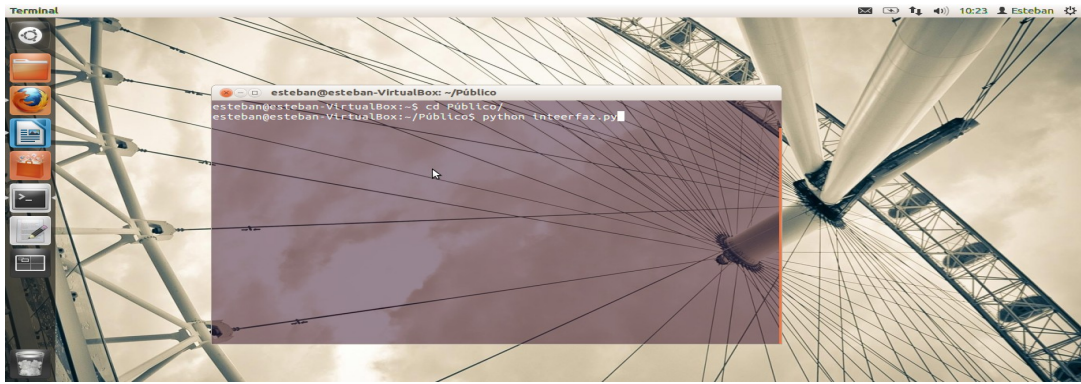 Terminal
10:23 Esteban
esteban@esteban-VirtualBox: ~/Público
esteban@esteban-VirtualBox:~$ cd Público/
esteban@esteban-VirtualBox:~/Público$ python inteerfaz.py
>_